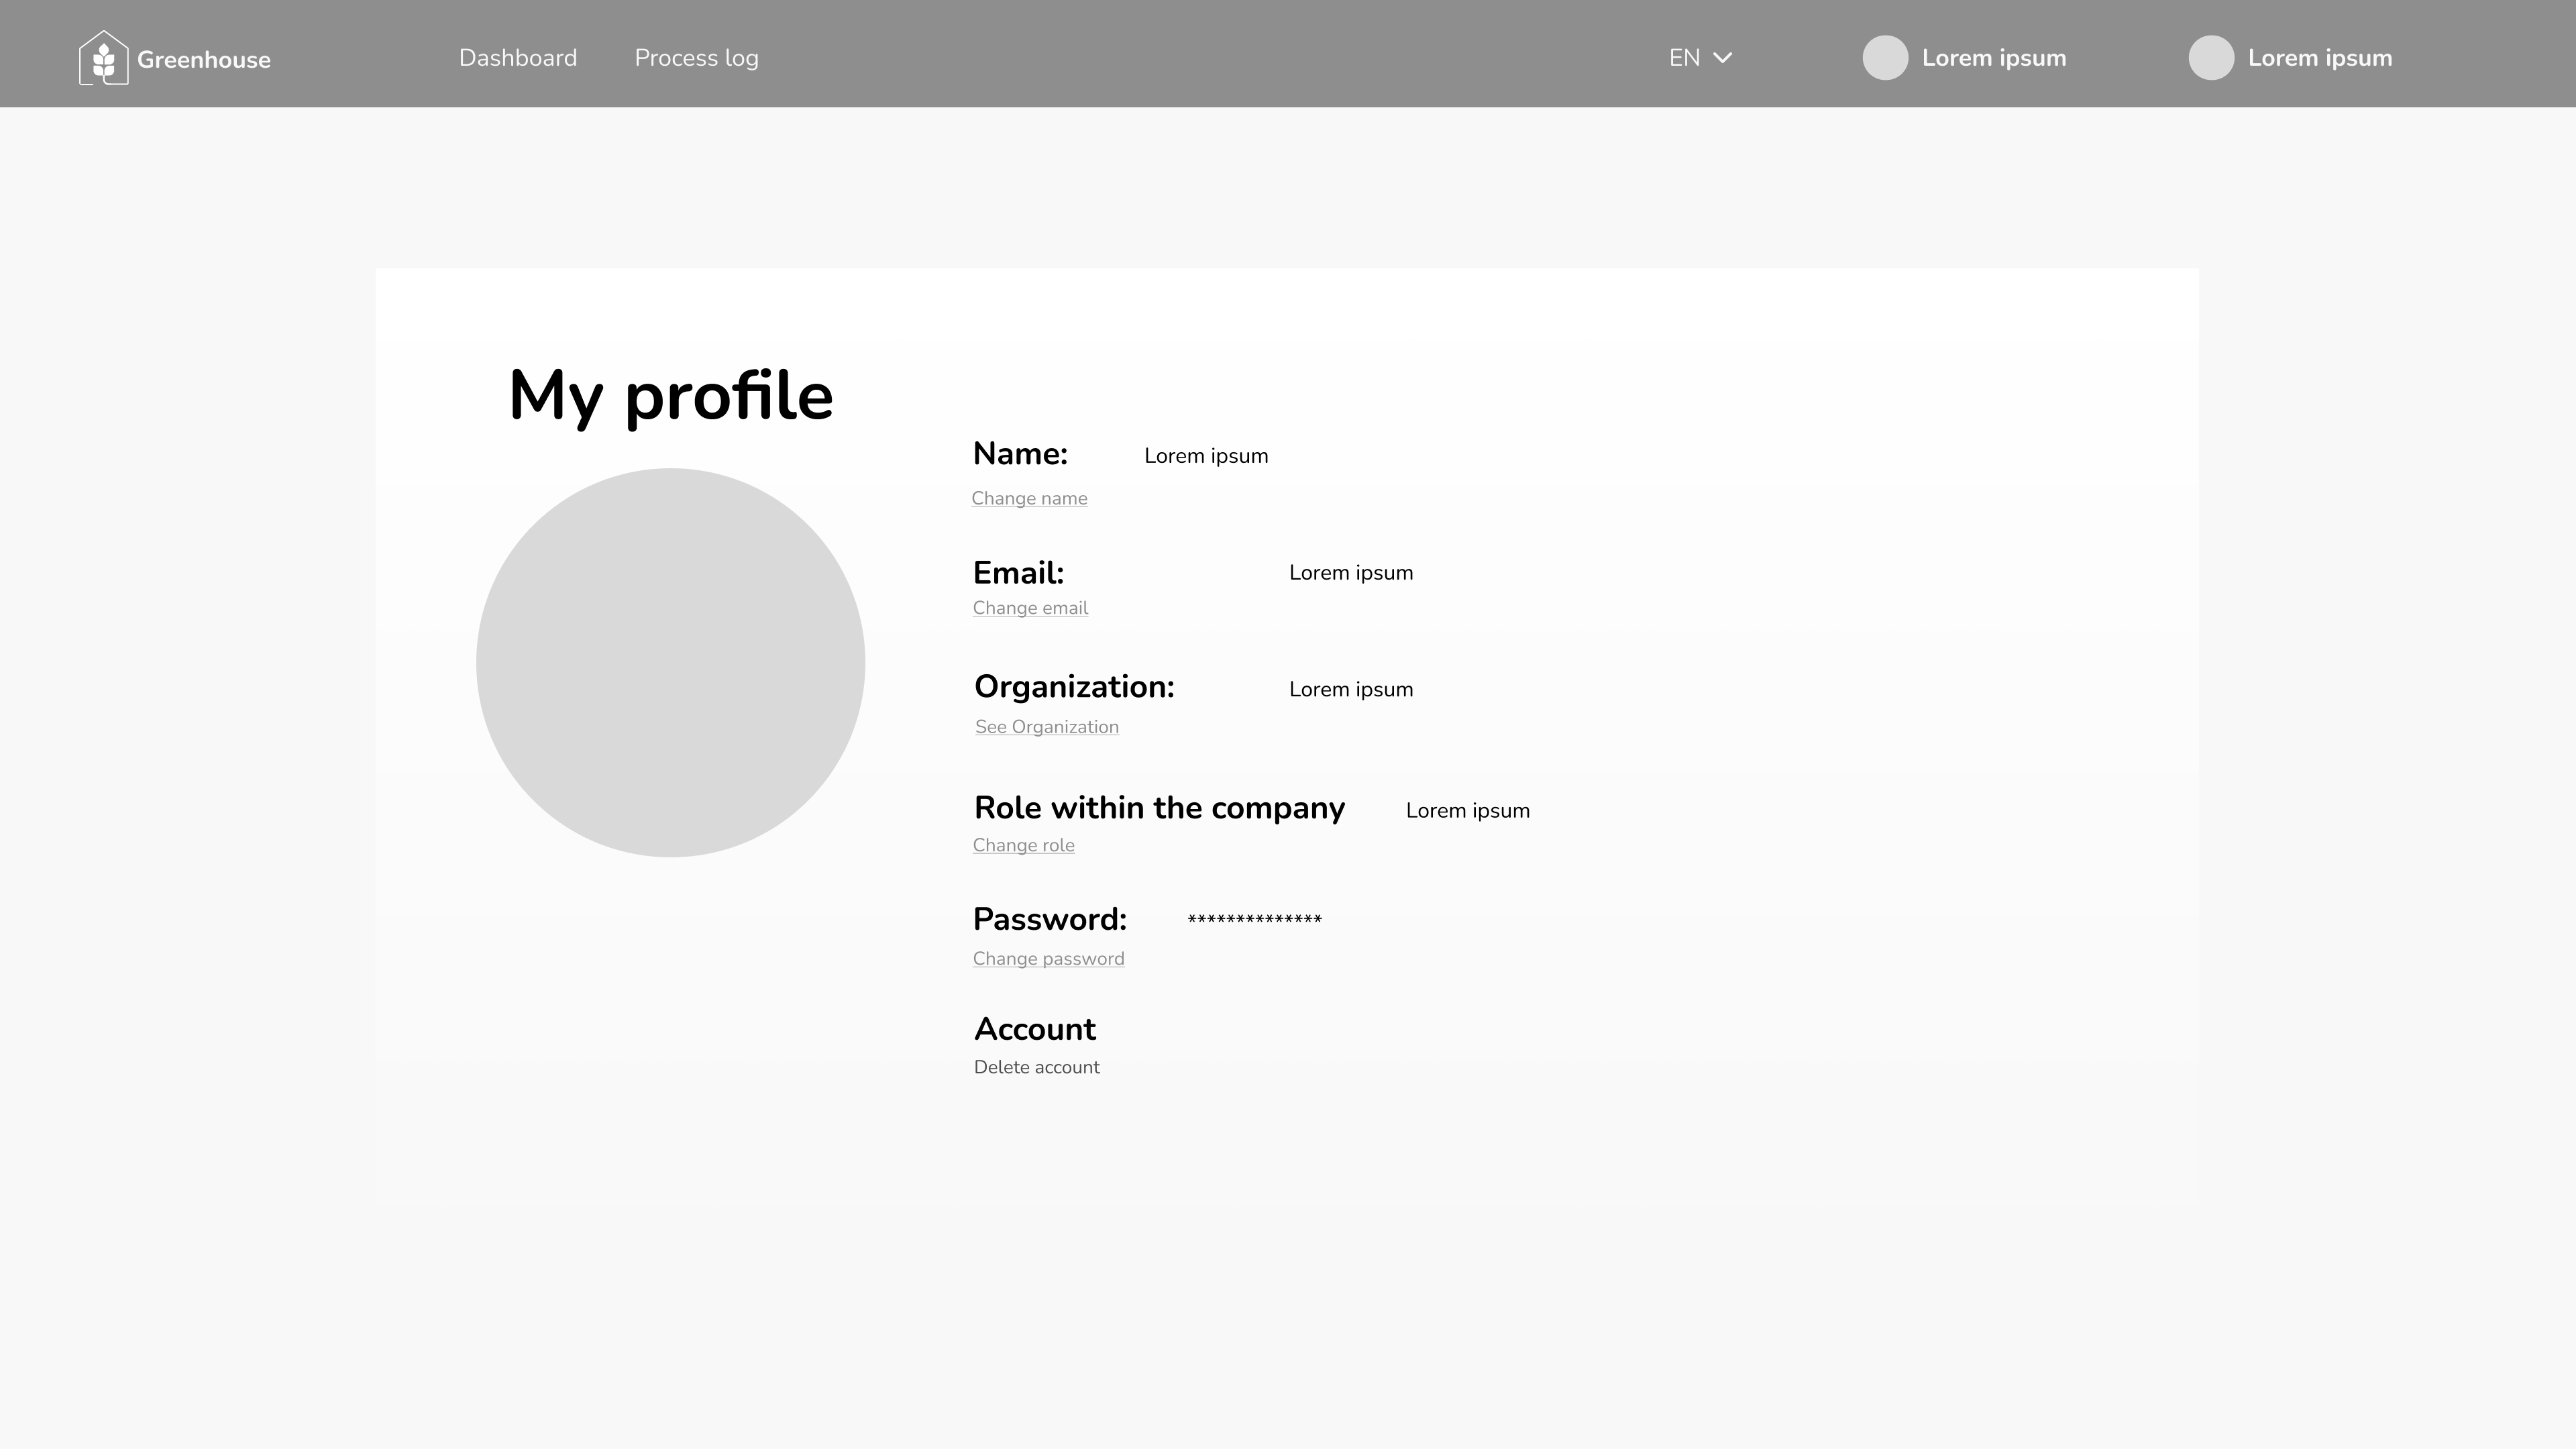 Greenhouse
Dashboard
Process log
EN
Lorem ipsum
Lorem ipsum
My profile
Name: Lorem ipsum
Change name
Email: Lorem ipsum
Change email
Organization: Lorem ipsum
See Organization
Role within the company Lorem ipsum
Change role
Password: **************
Change password
Account
Delete account